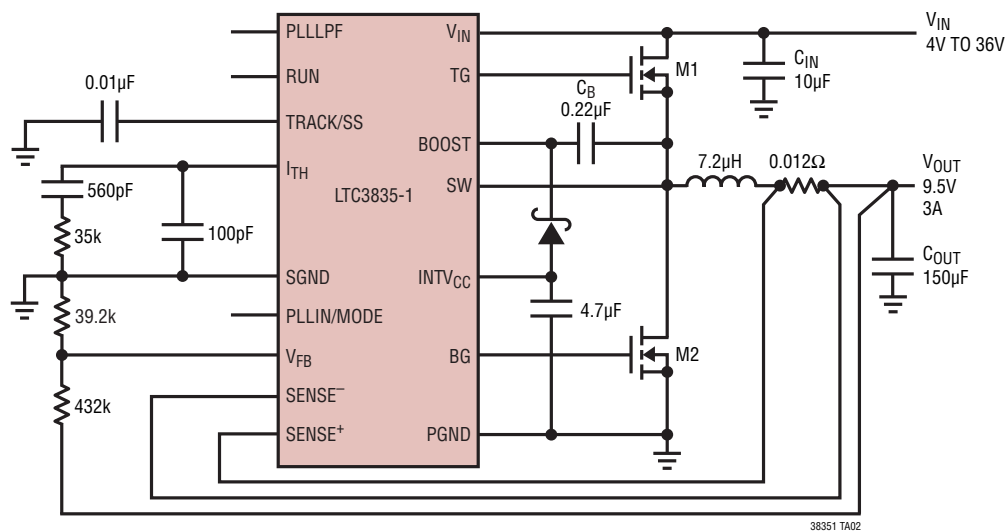 PLLLPF
RUN
0.01µF
TRACK/SS
I_TH
560pF
35k
100pF
SGND
39.2k
PLLIN/MODE
V_FB
432k
SENSE⁻
SENSE⁺
LTC3835-1
V_IN
TG
BOOST
SW
INTV_CC
BG
PGND
C_B
0.22µF
4.7µF
M1
M2
7.2µH
0.012Ω
C_IN
10µF
V_IN
4V TO 36V
V_OUT
9.5V
3A
C_OUT
150µF
38351 TA02